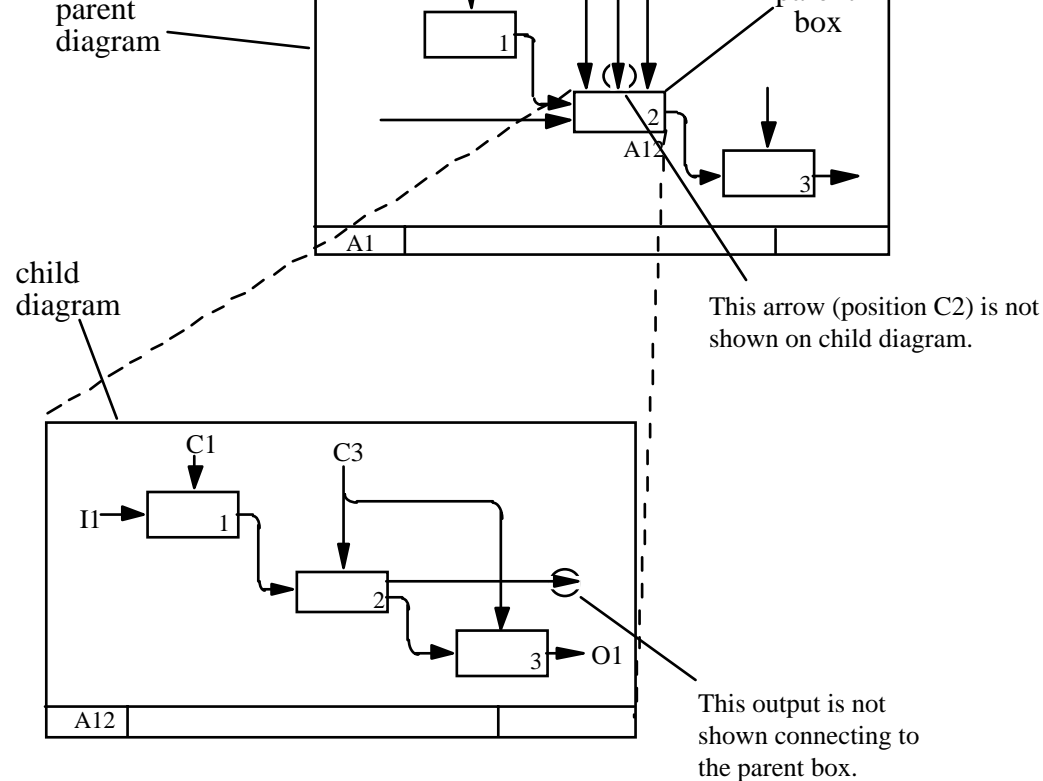 parent
parent
diagram
box
1
2
A12
3
A1
child
diagram
This arrow (position C2) is not
shown on child diagram.
C1
C3
I1
1
2
3
O1
A12
This output is not
shown connecting to
the parent box.